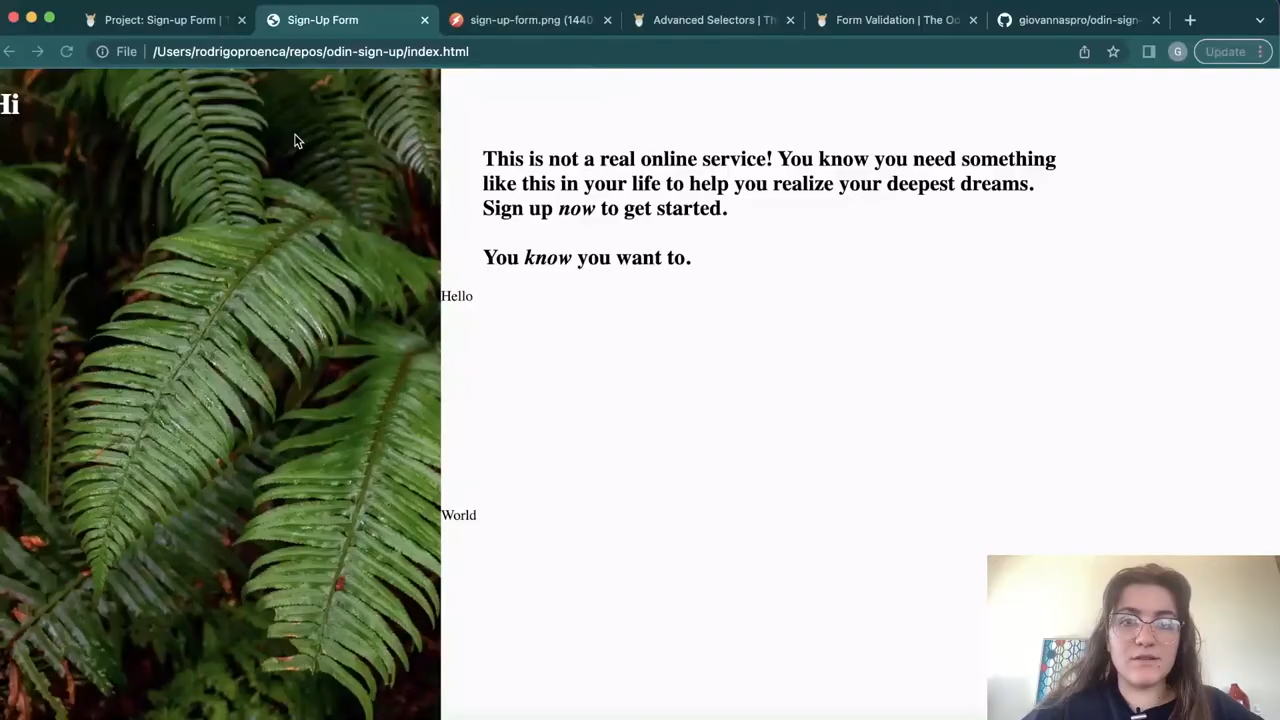 Project: Sign-up Form | T
Sign-Up Form
sign-up-form.png (1440
Advanced Selectors | Th
Form Validation | The Od
giovannaspro/odin-sign-
File
/Users/rodrigoproenca/repos/odin-sign-up/index.html
G
Update
Hi
This is not a real online service! You know you need something
like this in your life to help you realize your deepest dreams.
Sign up now to get started.
You know you want to.
Hello
World